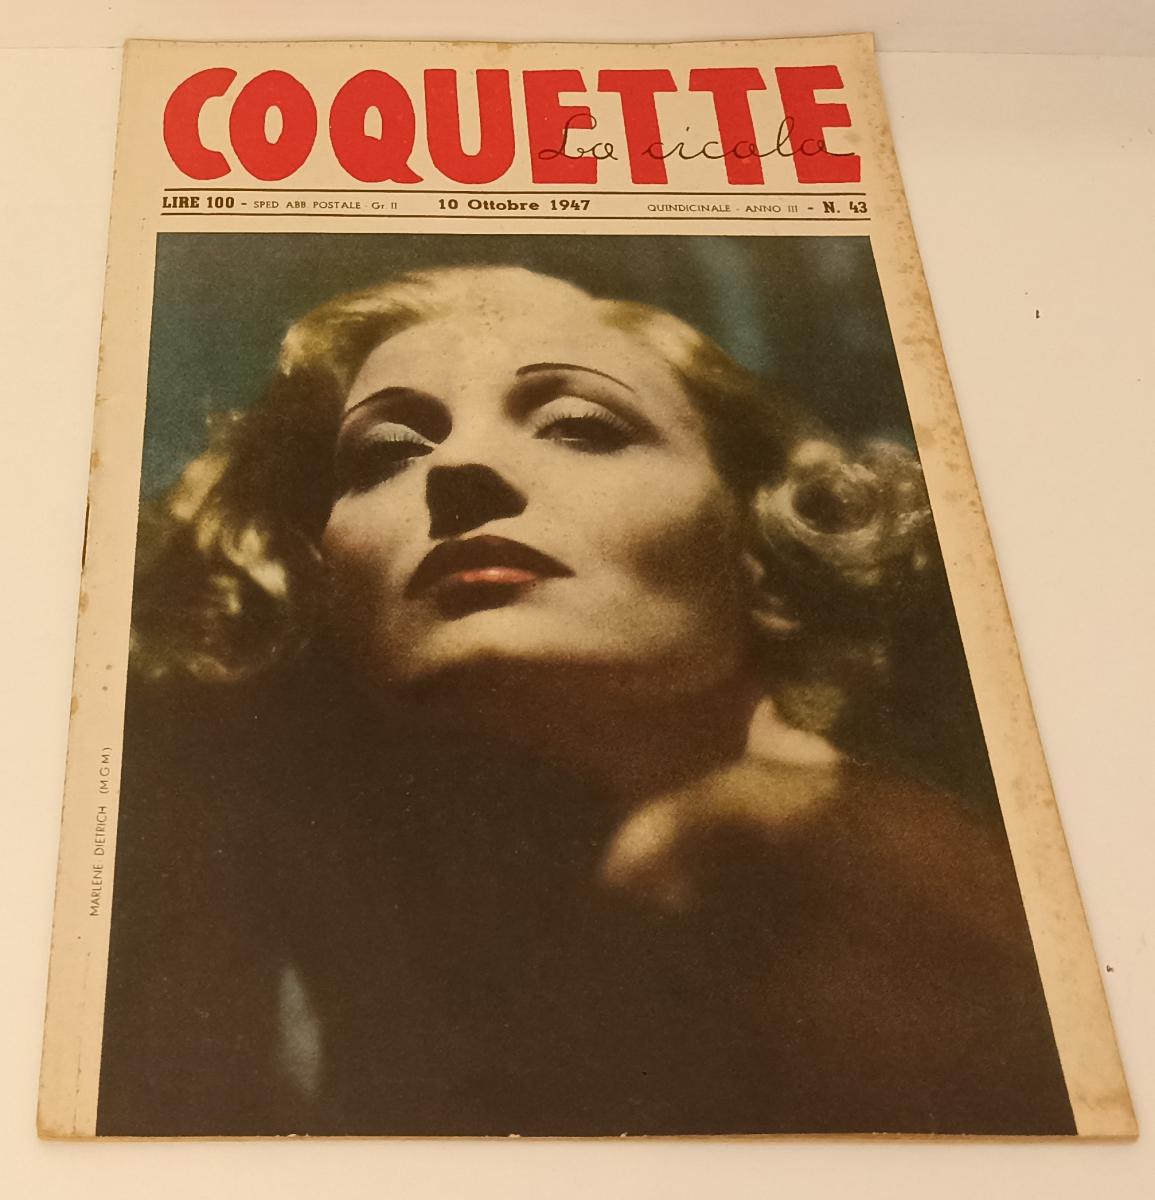 COQUETTE
La cicala
LIRE 100 - SPED ABB POSTALE - Gr. II 10 Ottobre 1947 QUINDICINALE - ANNO III - N. 43
MARLENE DIETRICH (M G M)